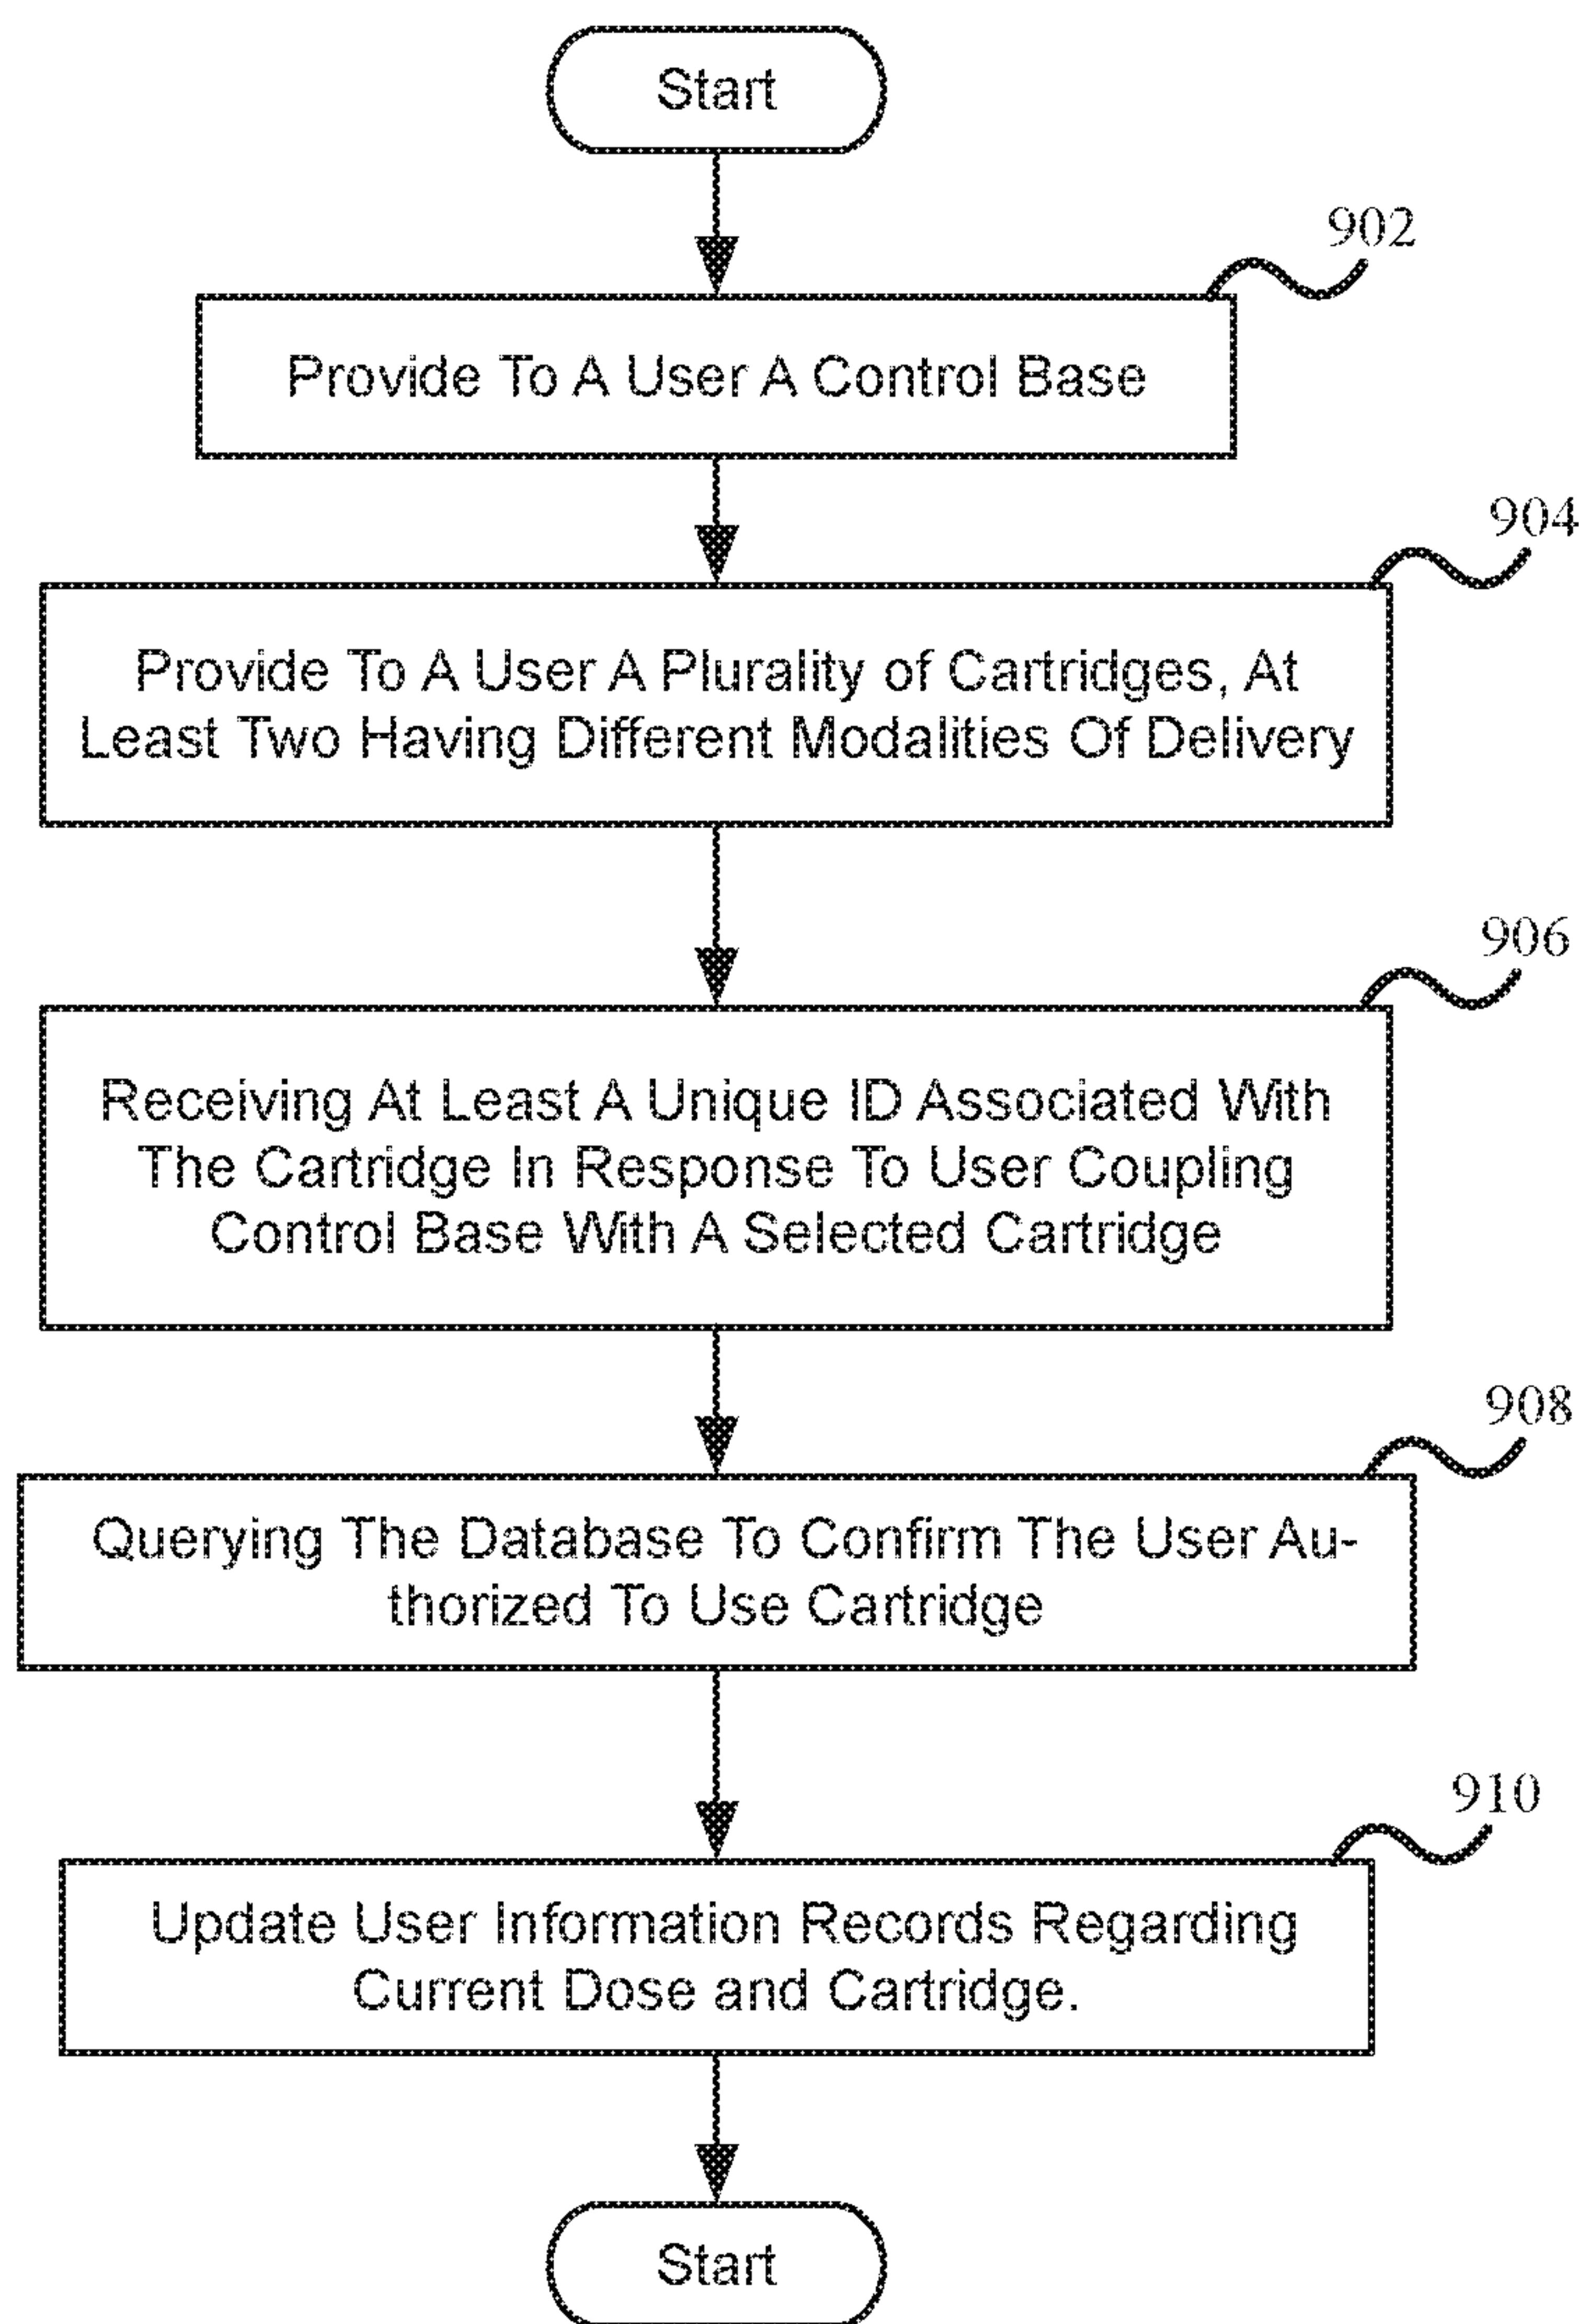 Start
902
Provide To A User A Control Base
904
Provide To A User A Plurality of Cartridges, At
Least Two Having Different Modalities Of Delivery
906
Receiving At Least A Unique ID Associated With
The Cartridge In Response To User Coupling
Control Base With A Selected Cartridge
908
Querying The Database To Confirm The User Au-
thorized To Use Cartridge
910
Update User Information Records Regarding
Current Dose and Cartridge.
Start